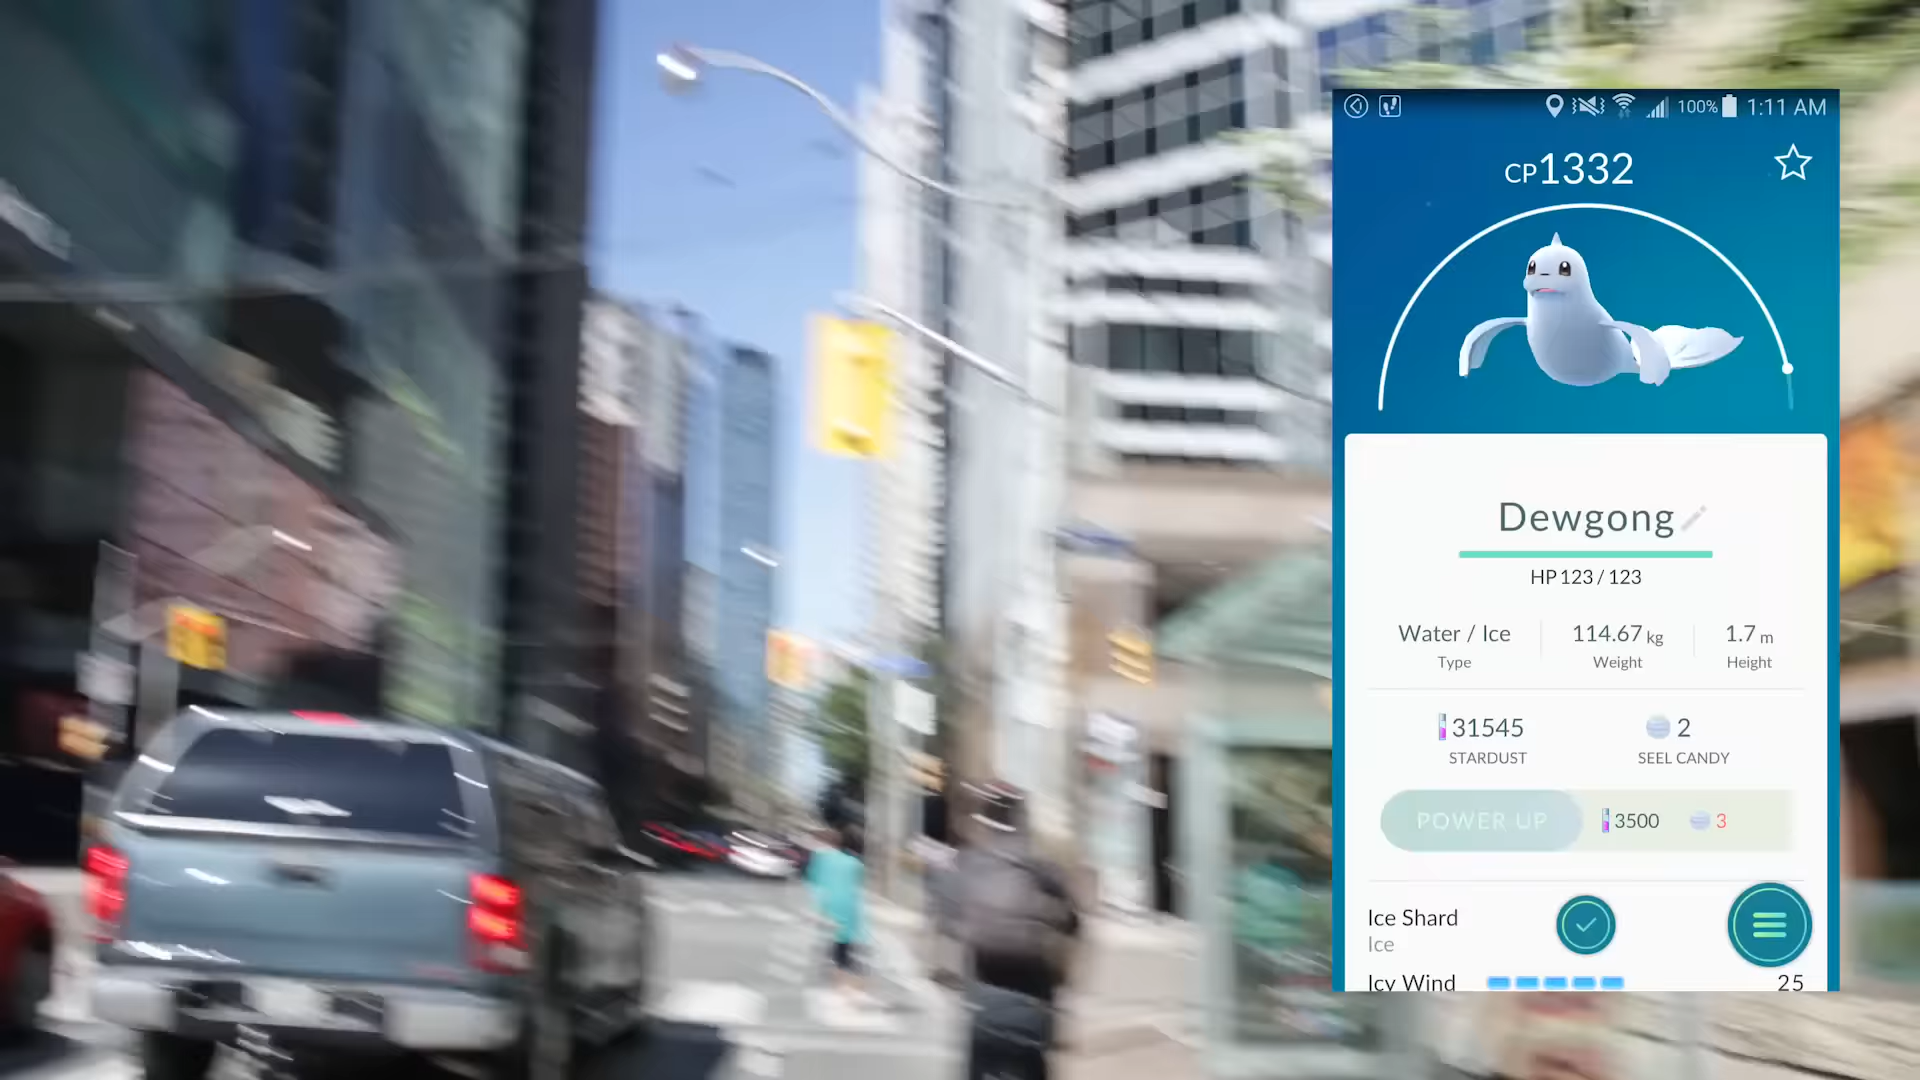 100% 1:11 AM
CP1332
Dewgong
HP 123 / 123
Water / Ice 114.67 kg 1.7 m
Type Weight Height
31545 2
STARDUST SEEL CANDY
POWER UP 3500 3
Ice Shard
Ice
Icy Wind 25